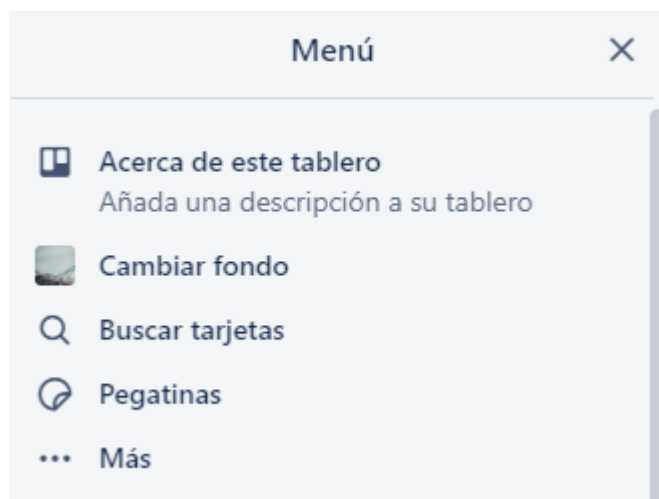 Menú
Acerca de este tablero
Añada una descripción a su tablero
Cambiar fondo
Buscar tarjetas
Pegatinas
Más